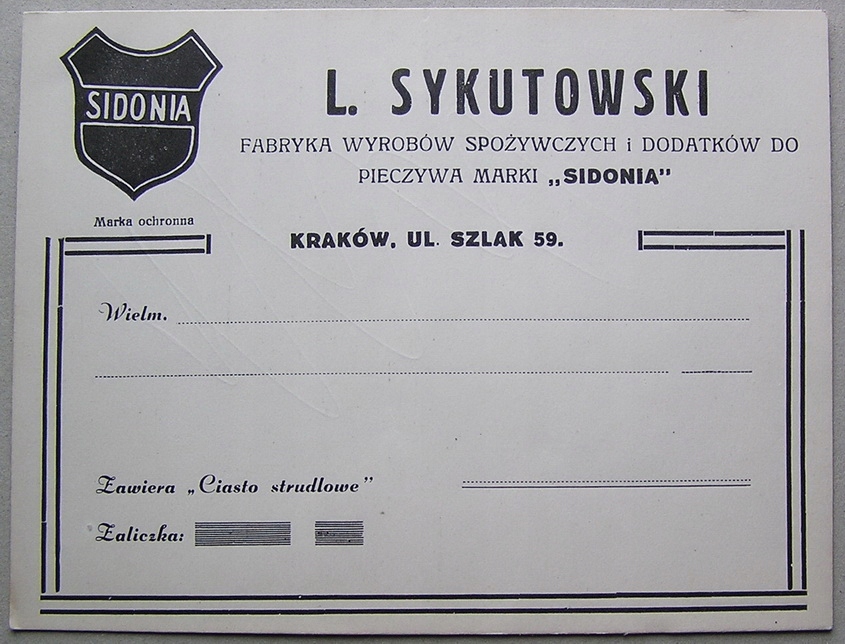 SIDONIA
Marka ochronna
L. SYKUTOWSKI
FABRYKA WYROBÓW SPOŻYWCZYCH i DODATKÓW DO
PIECZYWA MARKI „SIDONIA”
KRAKÓW, UL. SZLAK 59.
Wielm.
Zawiera „Ciasto strudlowe”
Zaliczka: